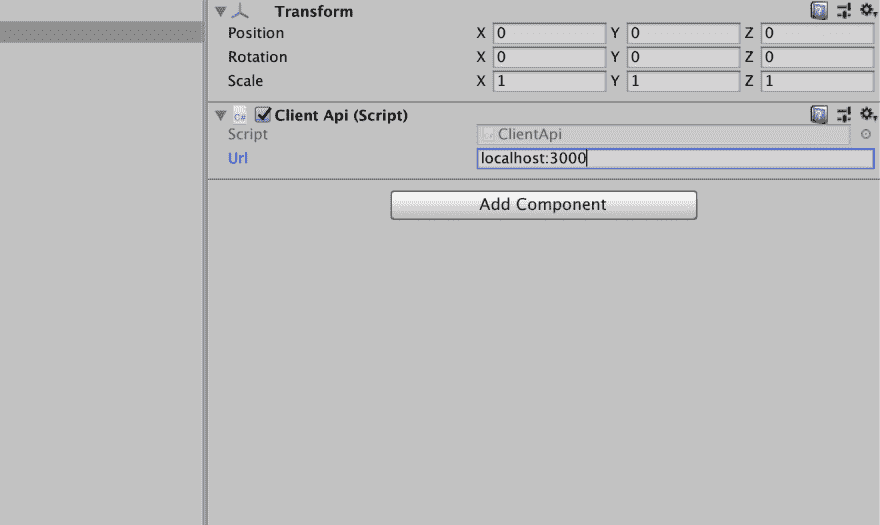 Transform
Position X 0 Y 0 Z 0
Rotation X 0 Y 0 Z 0
Scale X 1 Y 1 Z 1
C# Client Api (Script)
Script ClientApi
Url localhost:3000
Add Component